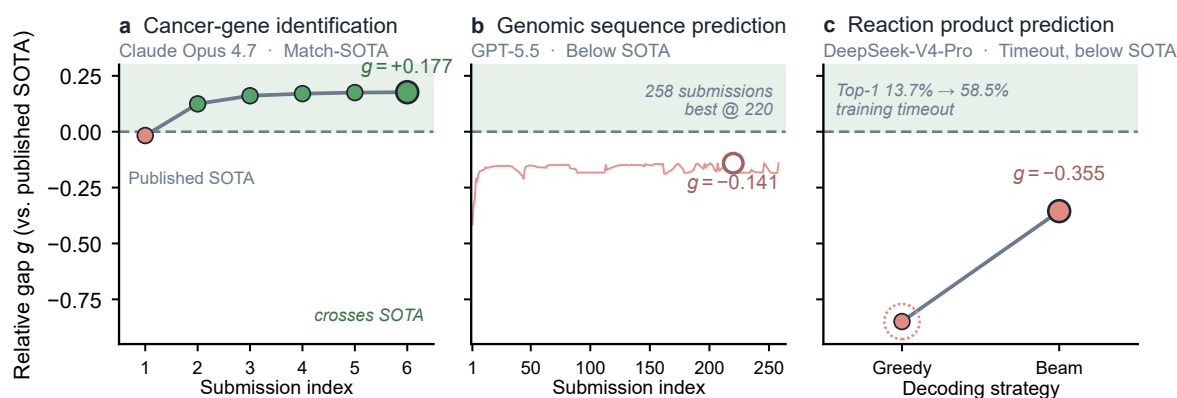 a Cancer-gene identification
Claude Opus 4.7 · Match-SOTA
g = +0.177
Published SOTA
crosses SOTA
Relative gap g (vs. published SOTA)
0.25
0.00
−0.25
−0.50
−0.75
1 2 3 4 5 6
Submission index
b Genomic sequence prediction
GPT-5.5 · Below SOTA
258 submissions
best @ 220
g = −0.141
1 50 100 150 200 250
Submission index
c Reaction product prediction
DeepSeek-V4-Pro · Timeout, below SOTA
Top-1 13.7% → 58.5%
training timeout
g = −0.355
Greedy Beam
Decoding strategy